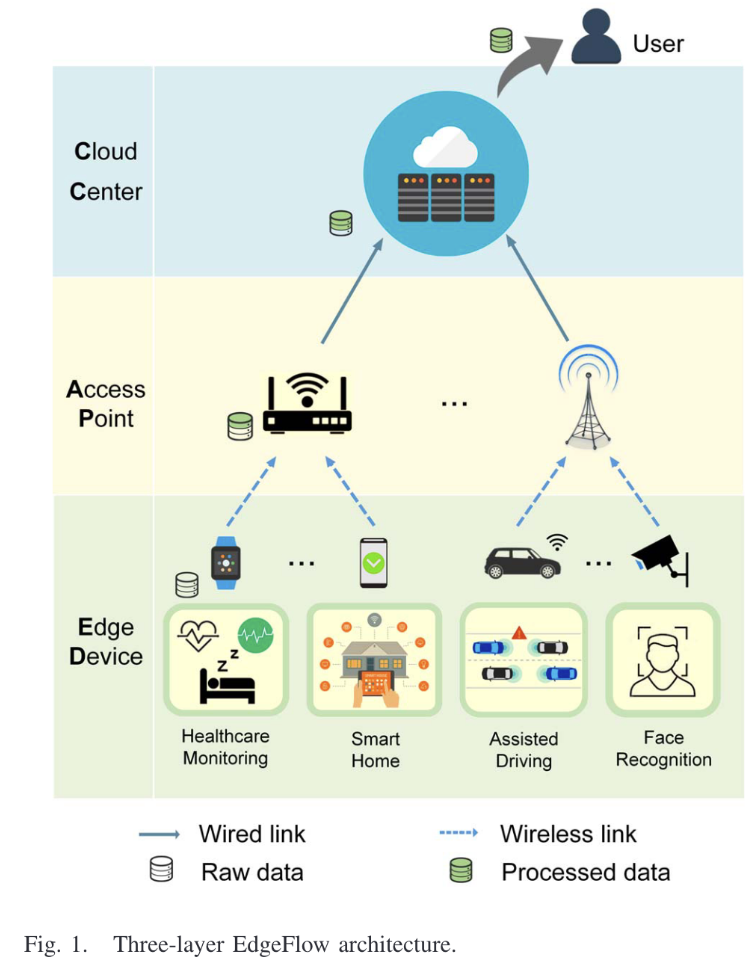 User
Cloud
Center
Access
Point
...
... ...
Edge
Device
z z
Healthcare
Monitoring
Smart
Home
Assisted
Driving
Face
Recognition
Wired link
Wireless link
Raw data
Processed data
Fig. 1. Three-layer EdgeFlow architecture.